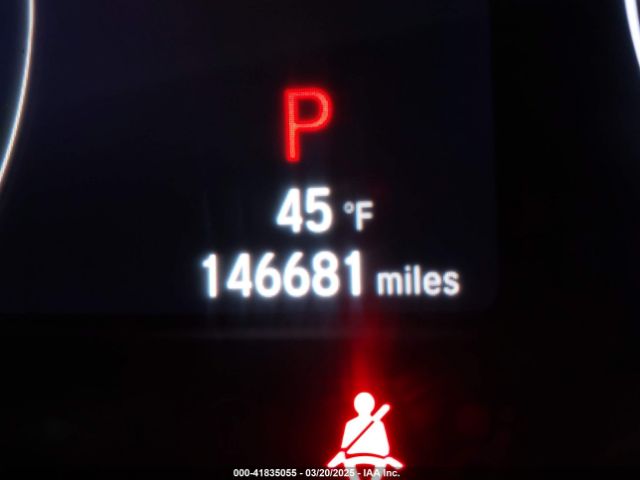 P
45 °F
146681 miles
000-41835055 - 03/20/2025 - IAA Inc.